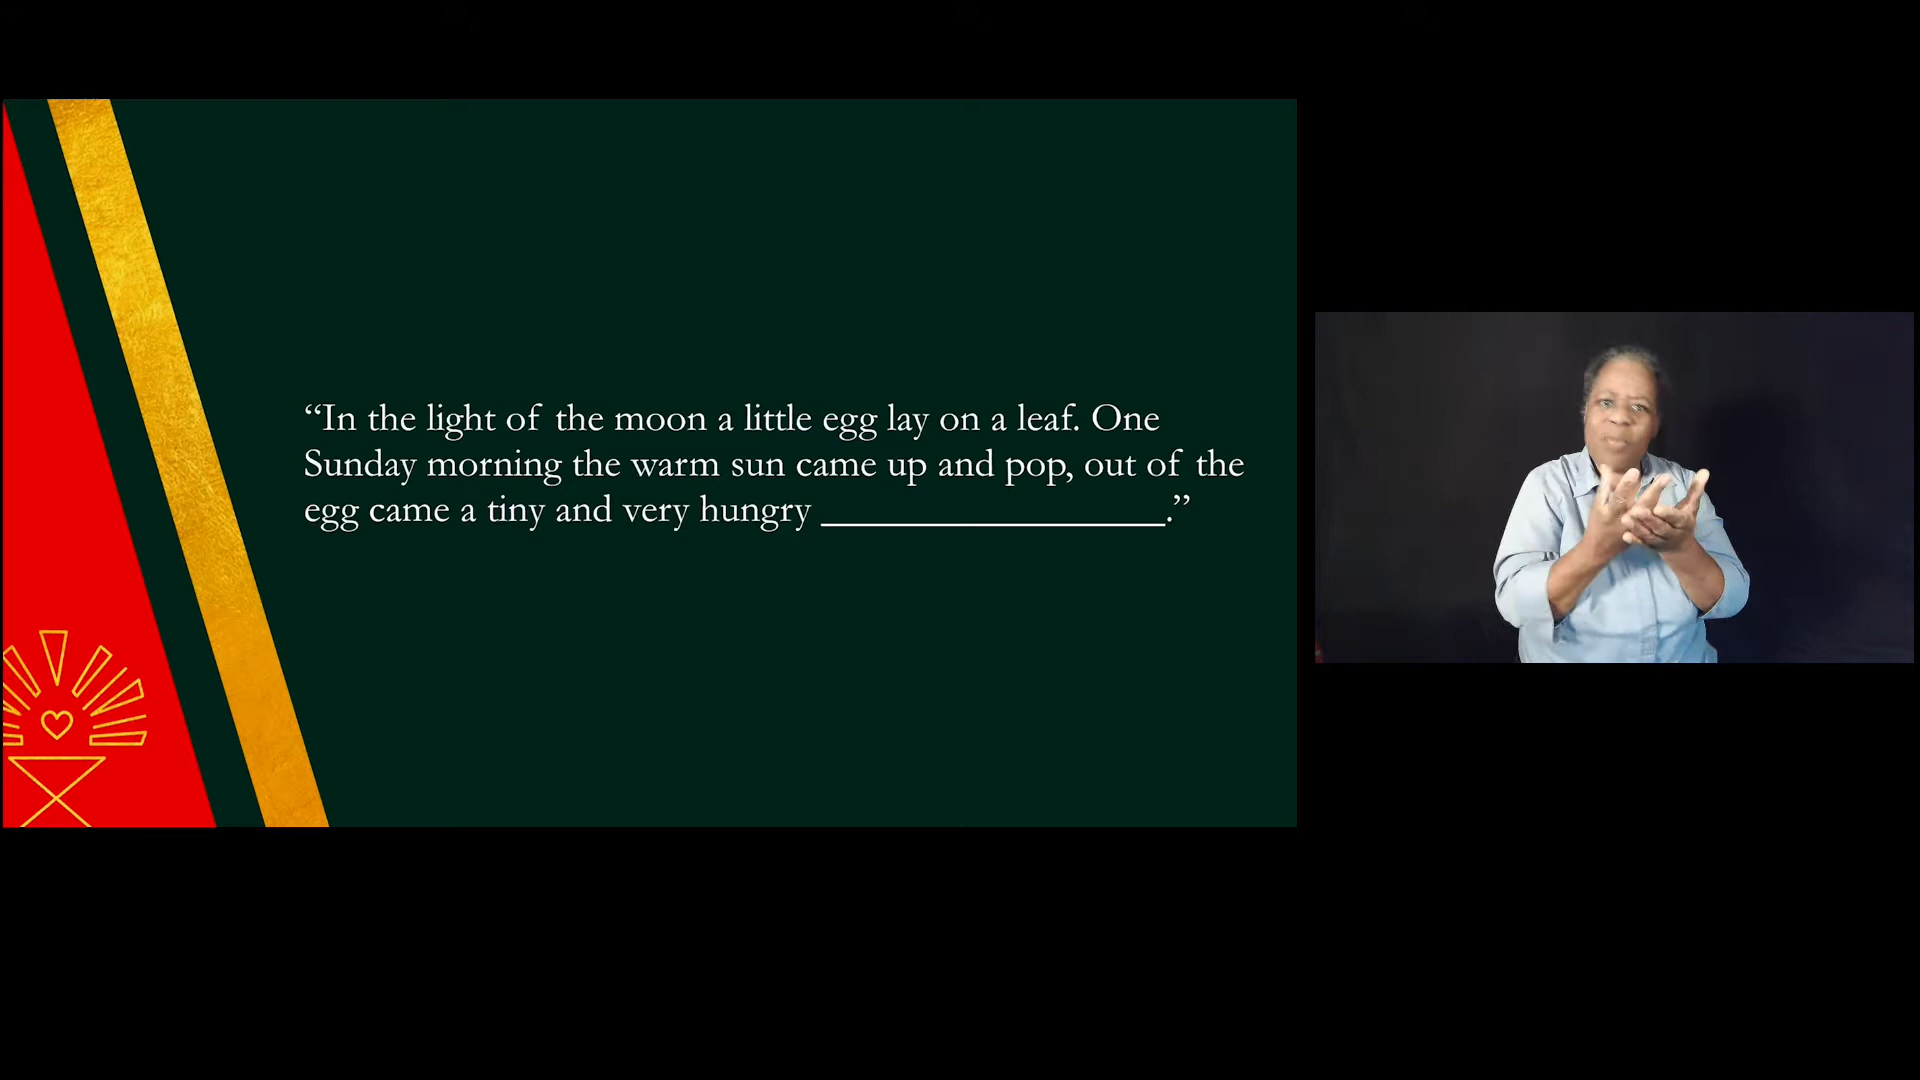 “In the light of the moon a little egg lay on a leaf. One
Sunday morning the warm sun came up and pop, out of the
egg came a tiny and very hungry _________________.”